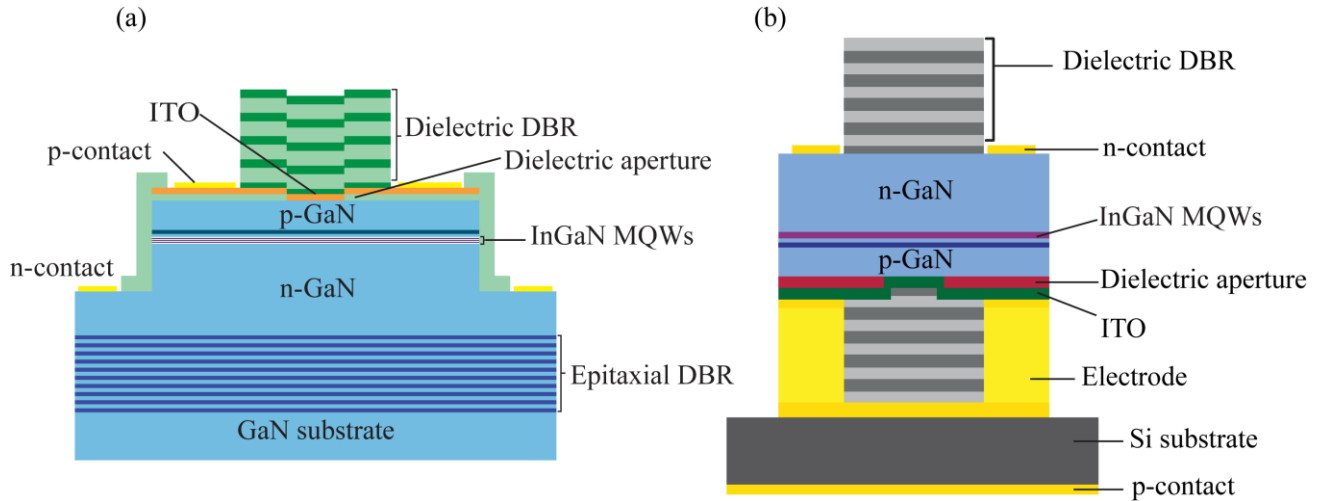 (a)
ITO
Dielectric DBR
p-contact
Dielectric aperture
p-GaN
InGaN MQWs
n-contact
n-GaN
Epitaxial DBR
GaN substrate
(b)
Dielectric DBR
n-contact
n-GaN
InGaN MQWs
p-GaN
Dielectric aperture
ITO
Electrode
Si substrate
p-contact